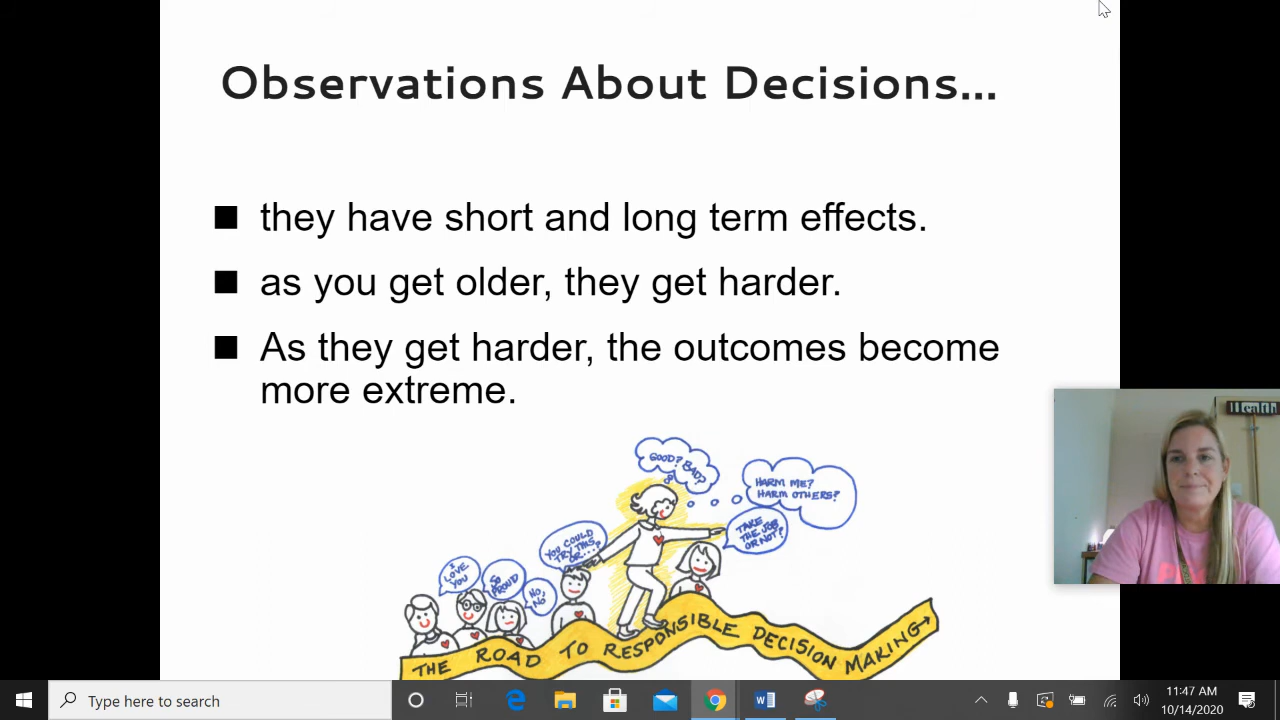 Observations About Decisions...
■ they have short and long term effects.
■ as you get older, they get harder.
■ As they get harder, the outcomes become
more extreme.
GOOD? BAD?
HARM ME?
HARM OTHERS?
TAKE
THE JOB
OR NOT?
YOU COULD
TRY THIS
OR...?
I
LOVE
YOU
SO
PROUD
NO,
NO
THE ROAD TO RESPONSIBLE DECISION MAKING
Health
Type here to search
11:47 AM
10/14/2020